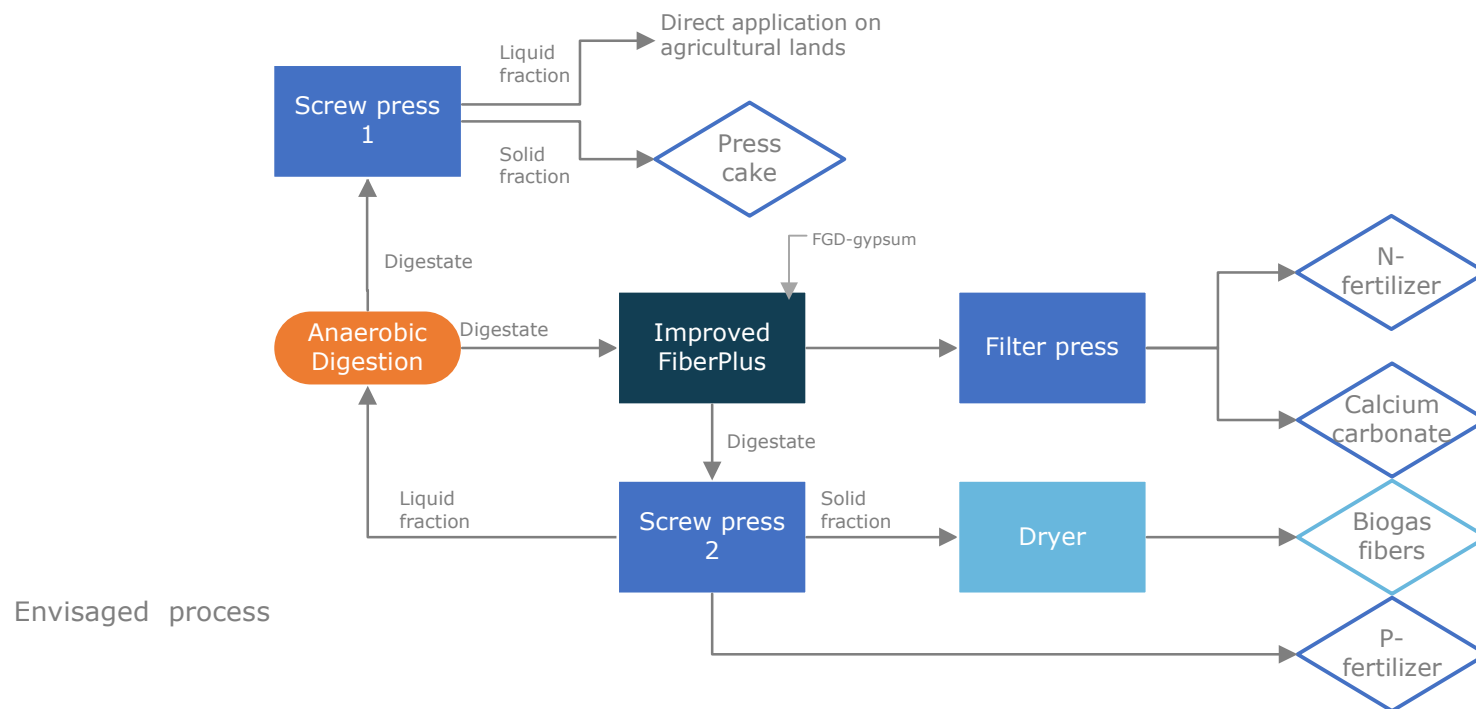 Direct application on
agricultural lands
Liquid
fraction
Screw press
1
Solid
fraction
Press
cake
FGD-gypsum
N-
fertilizer
Digestate
Anaerobic
Digestion
Digestate
Improved
FiberPlus
Filter press
Calcium
carbonate
Digestate
Liquid
fraction
Screw press
2
Solid
fraction
Dryer
Biogas
fibers
Envisaged process
P-
fertilizer